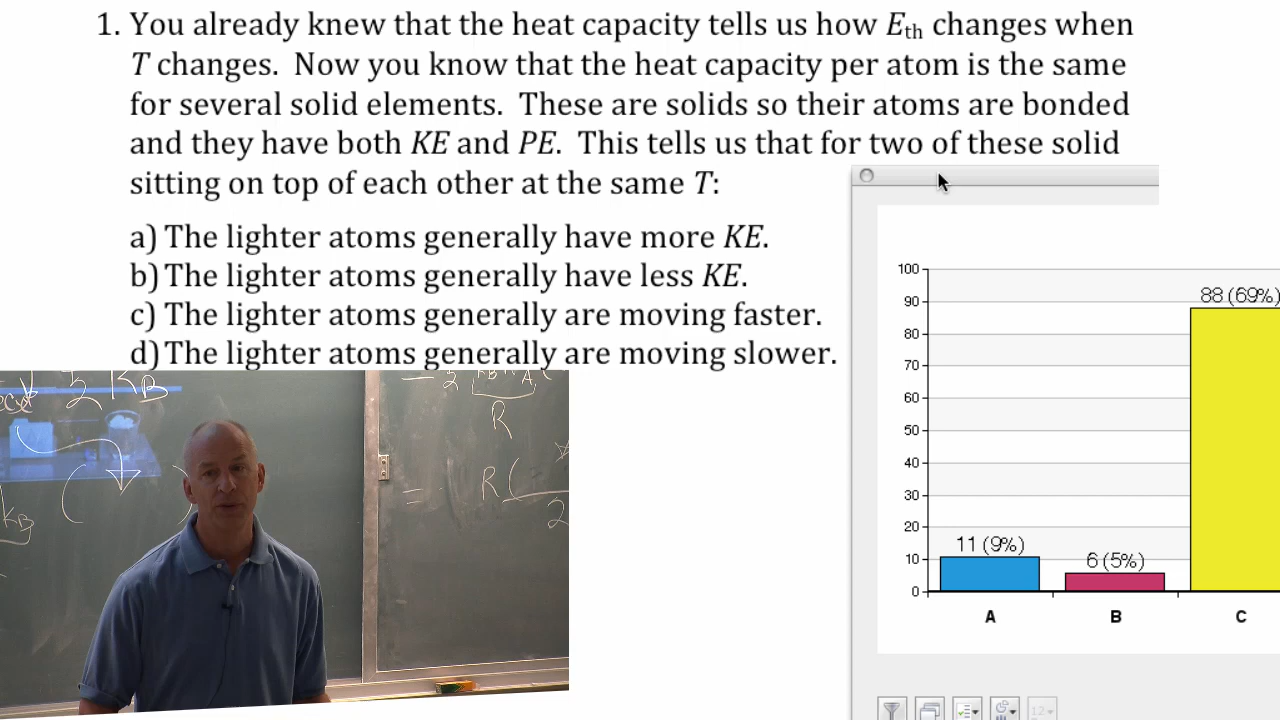 1. You already knew that the heat capacity tells us how Eth changes when
T changes. Now you know that the heat capacity per atom is the same
for several solid elements. These are solids so their atoms are bonded
and they have both KE and PE. This tells us that for two of these solid
sitting on top of each other at the same T:
a) The lighter atoms generally have more KE.
b) The lighter atoms generally have less KE.
c) The lighter atoms generally are moving faster.
d) The lighter atoms generally are moving slower.
100
90
80
70
60
50
40
30
20
10
0
88 (69%)
11 (9%)
6 (5%)
A B C
KB
R
= R(
2
kB
12